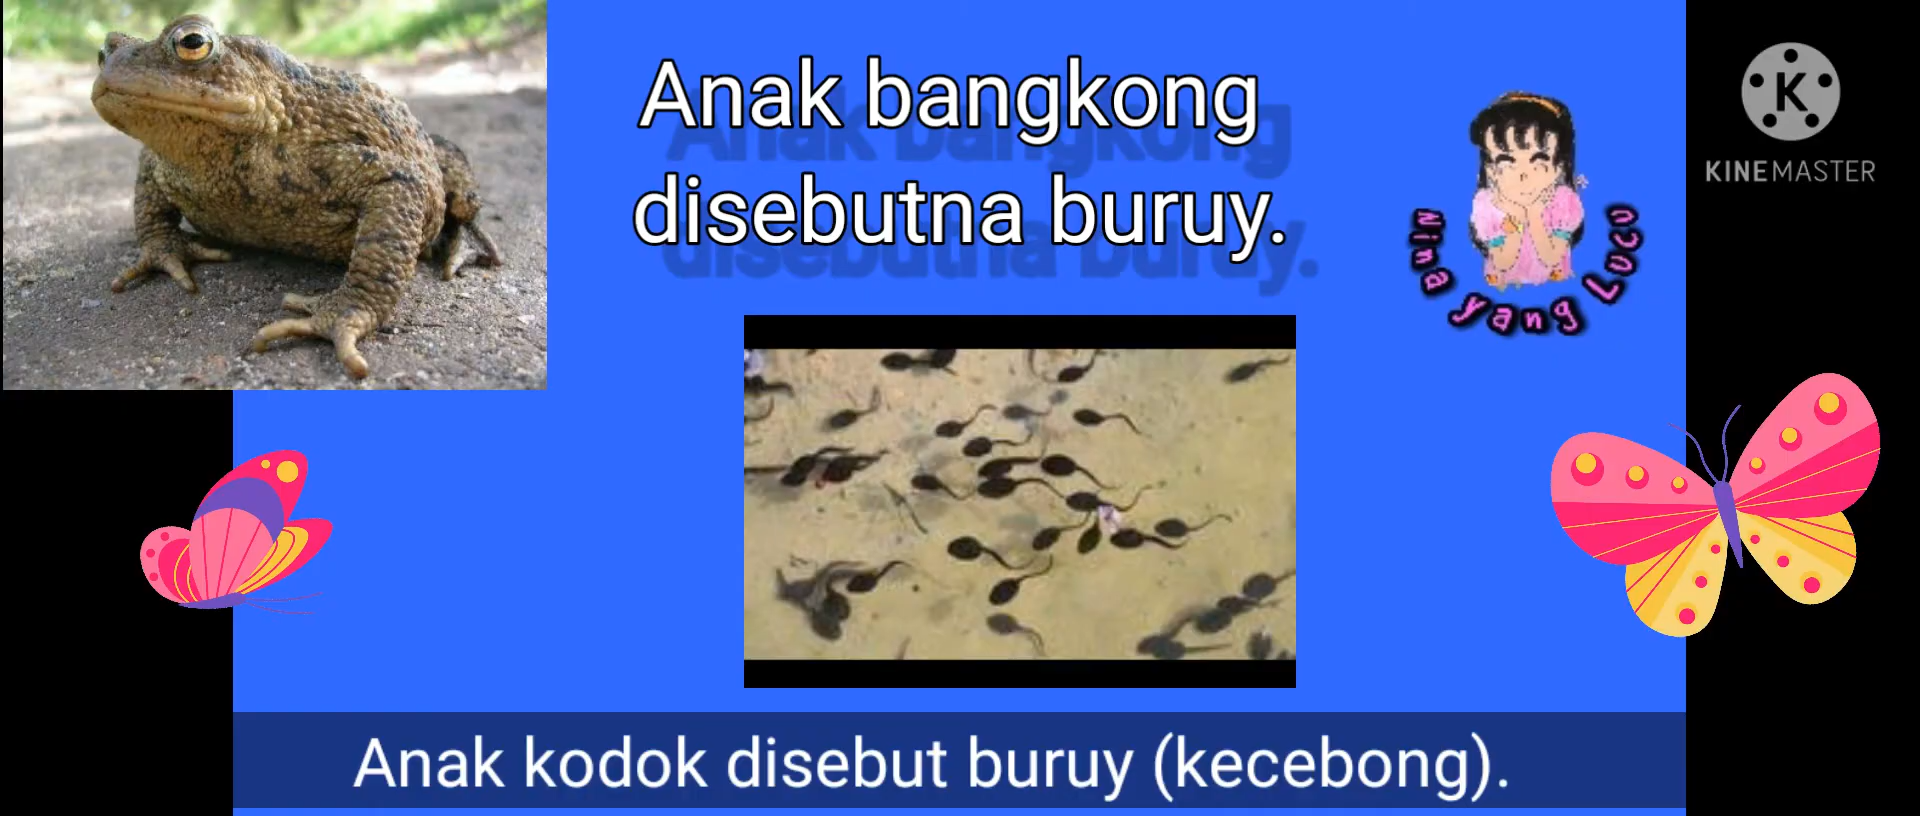 Anak bangkong
disebutna buruy.
Nina yang Lucu
K
KINEMASTER
Anak kodok disebut buruy (kecebong).